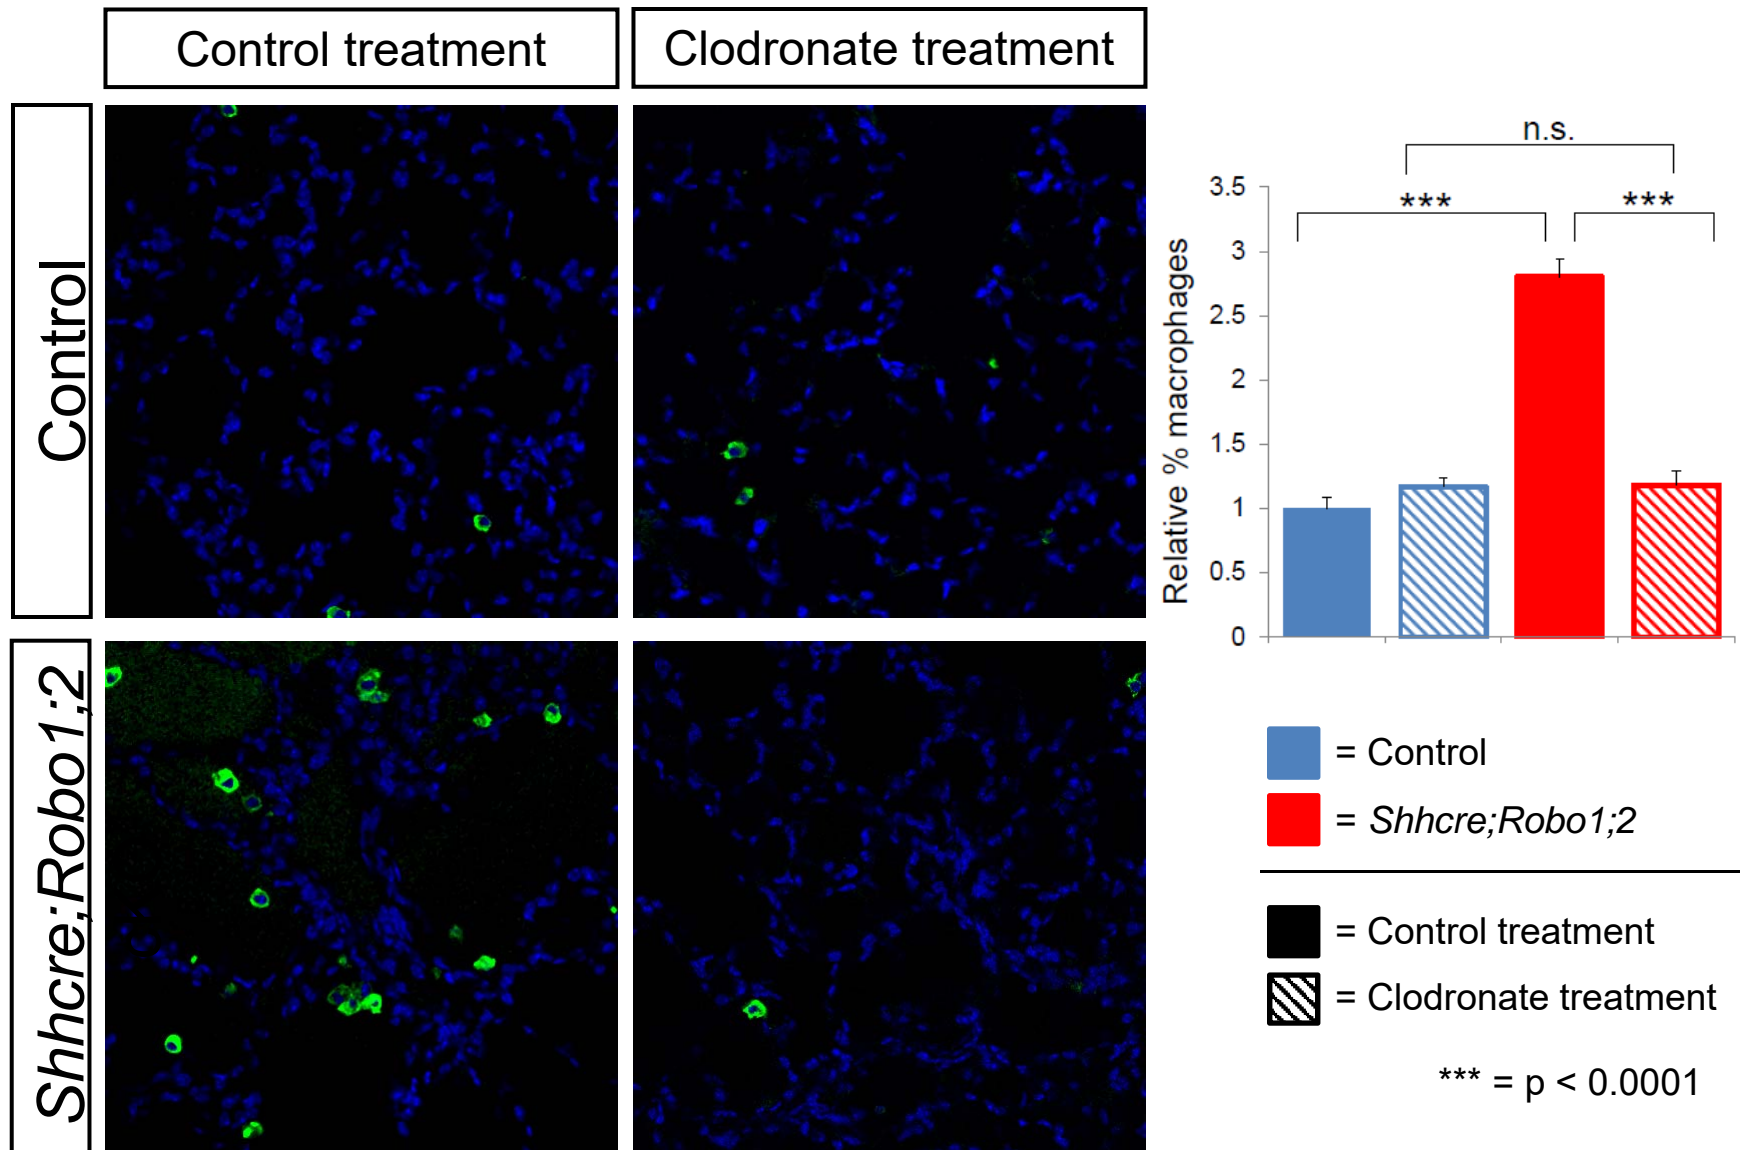 Control treatment
Clodronate treatment
Control
Shhcre;Robo1;2
n.s.
***
***
Relative % macrophages
3.5
3
2.5
2
1.5
1
0.5
0
= Control
= Shhcre;Robo1;2
= Control treatment
= Clodronate treatment
*** = p < 0.0001